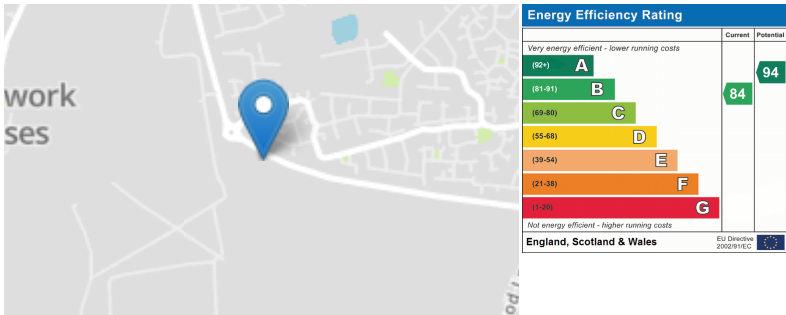 work
ses
Energy Efficiency Rating
Current Potential
Very energy efficient - lower running costs
(92+) A
94
(81-91) B
84
(69-80) C
(55-68) D
(39-54) E
(21-38) F
(1-20) G
Not energy efficient - higher running costs
England, Scotland & Wales
EU Directive
2002/91/EC